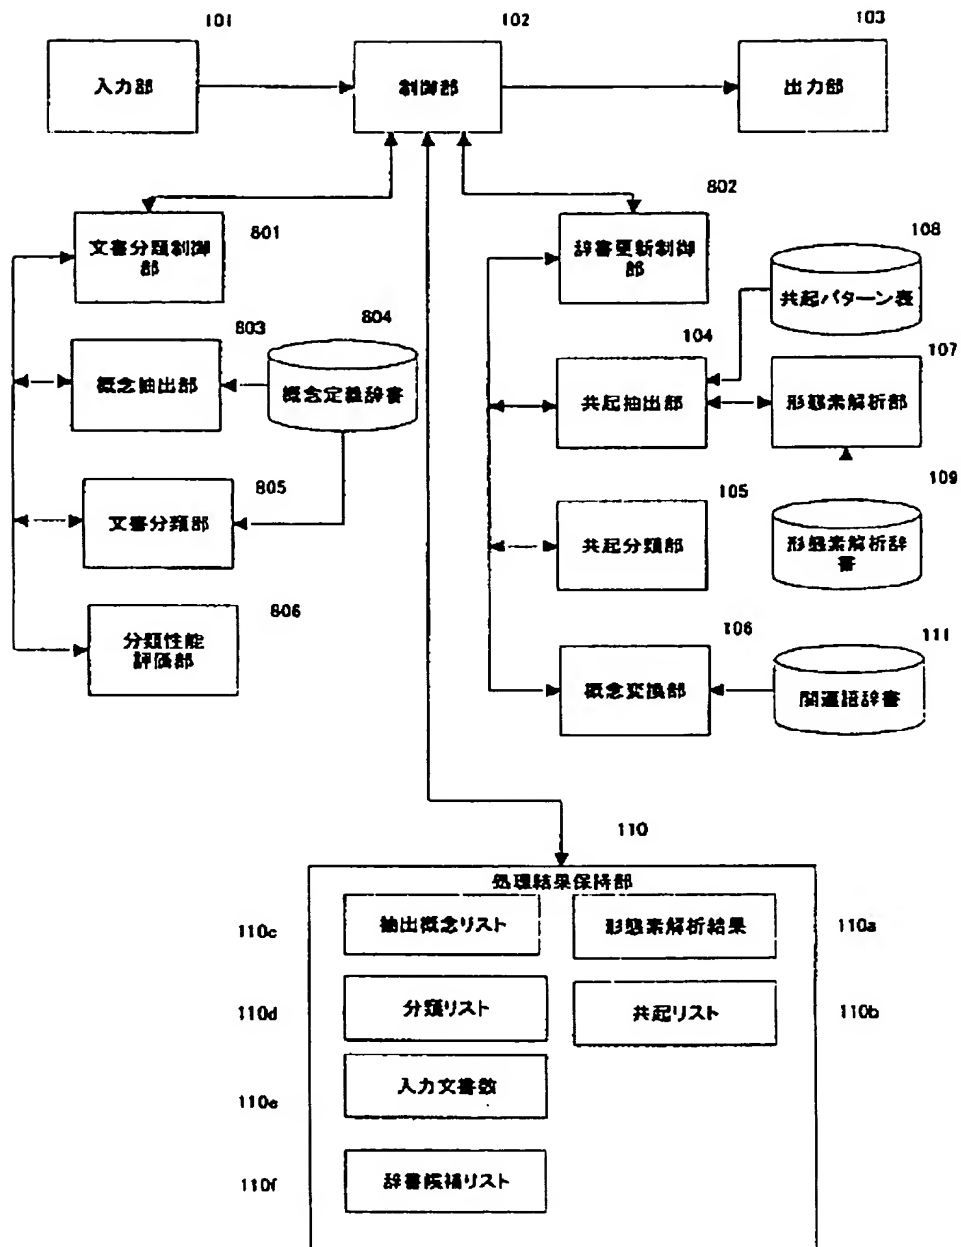 101
102
103
入力部
制御部
出力部
801
802
文書分類制御
部
辞書更新制御
部
108
共起パターン表
803
804
104
107
概念抽出部
概念定義辞書
共起抽出部
形態素解析部
805
105
109
文書分類部
共起分類部
形態素解析辞
書
806
106
111
分類性能
評価部
概念変換部
関連語辞書
110
処理結果保持部
110c
抽出概念リスト
形態素解析結果
110a
110d
分類リスト
共起リスト
110b
110e
入力文書数
110f
辞書候補リスト